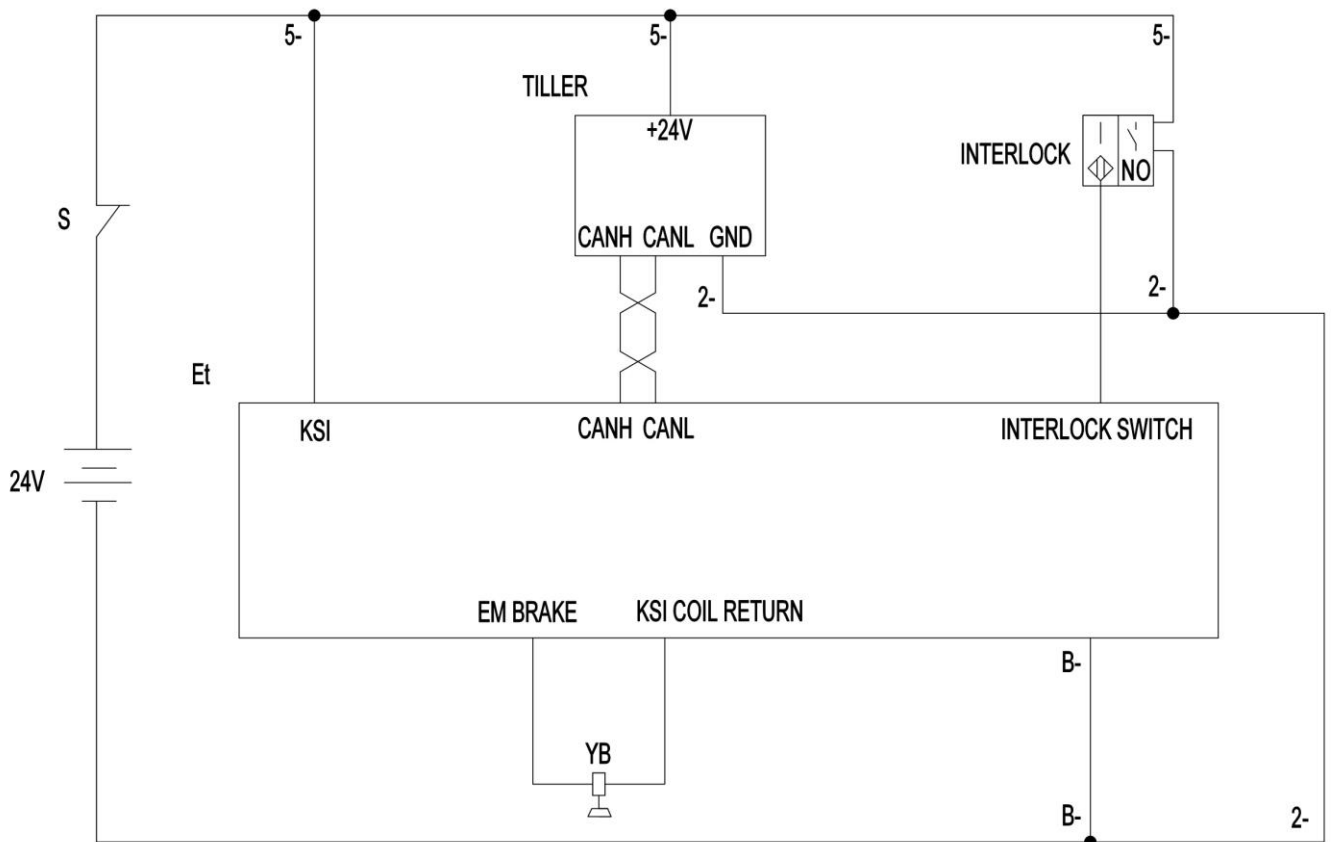 5- 5- 5-
TILLER
+24V
INTERLOCK
NO
S
CANH CANL GND
2- 2-
Et
KSI CANH CANL INTERLOCK SWITCH
24V
EM BRAKE KSI COIL RETURN
B-
YB
B- 2-